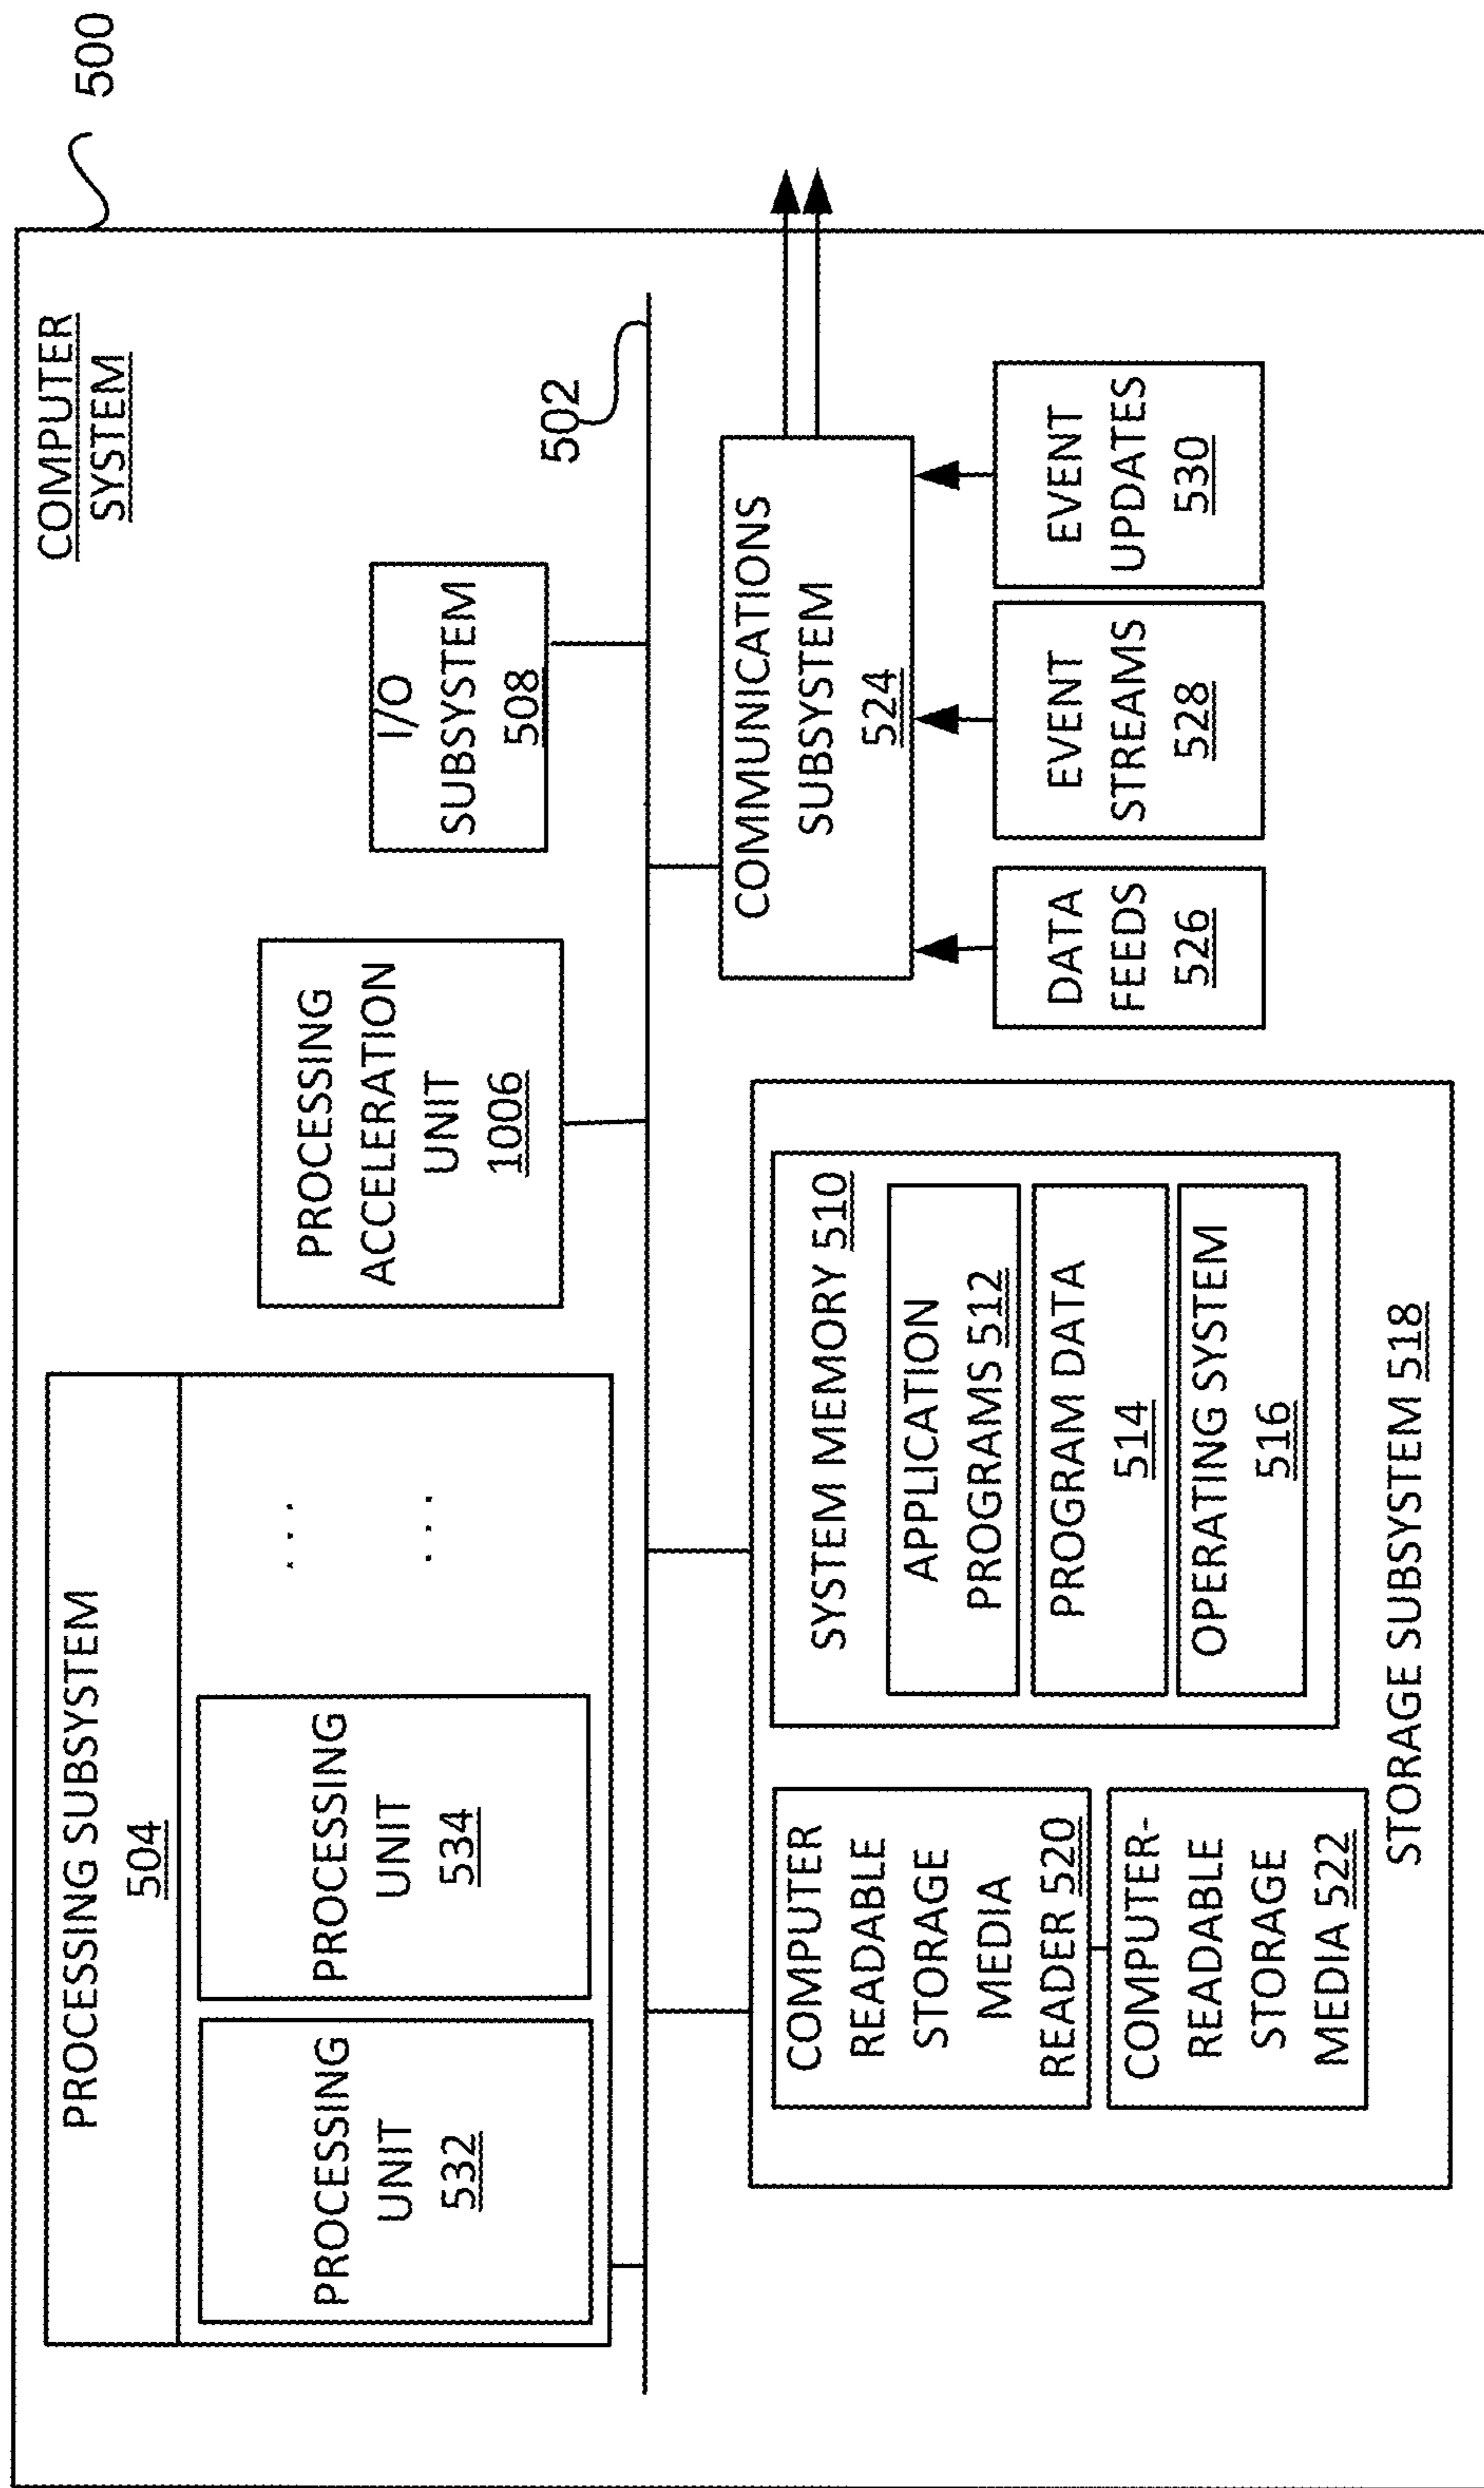 500
COMPUTER
SYSTEM
PROCESSING SUBSYSTEM
504
PROCESSING
UNIT
532
PROCESSING
UNIT
534
... 
...
PROCESSING
ACCELERATION
UNIT
1006
I/O
SUBSYSTEM
508
502
COMPUTER
READABLE
STORAGE
MEDIA
READER 520
COMPUTER-
READABLE
STORAGE
MEDIA 522
SYSTEM MEMORY 510
APPLICATION
PROGRAMS 512
PROGRAM DATA
514
OPERATING SYSTEM
516
STORAGE SUBSYSTEM 518
COMMUNICATIONS
SUBSYSTEM
524
DATA
FEEDS
526
EVENT
STREAMS
528
EVENT
UPDATES
530